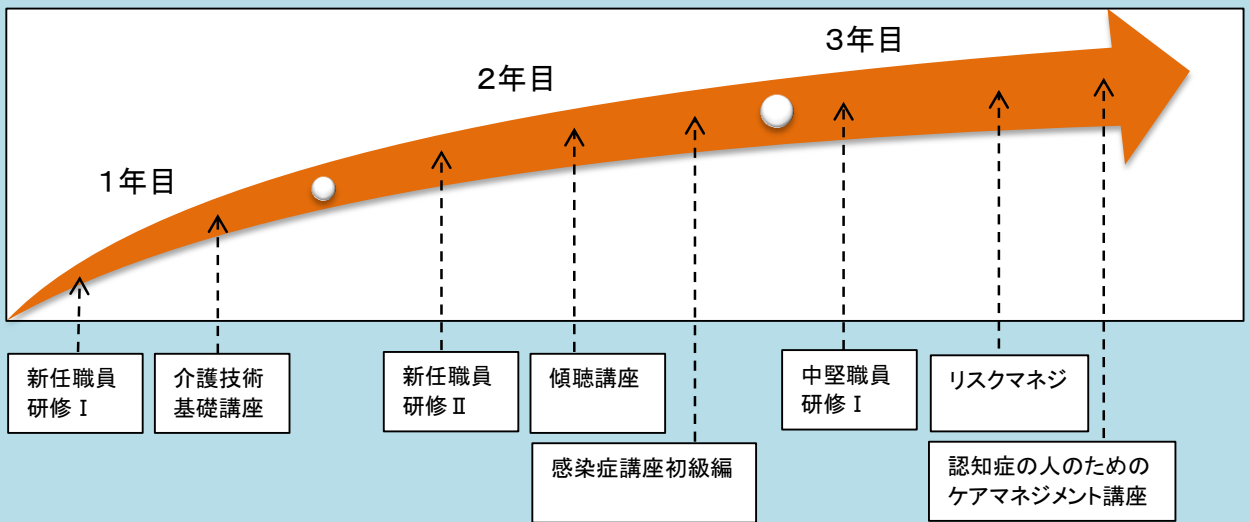 1年目
2年目
3年目
新任職員
研修Ⅰ
介護技術
基礎講座
新任職員
研修Ⅱ
傾聴講座
感染症講座初級編
中堅職員
研修Ⅰ
リスクマネジ
認知症の人のための
ケアマネジメント講座